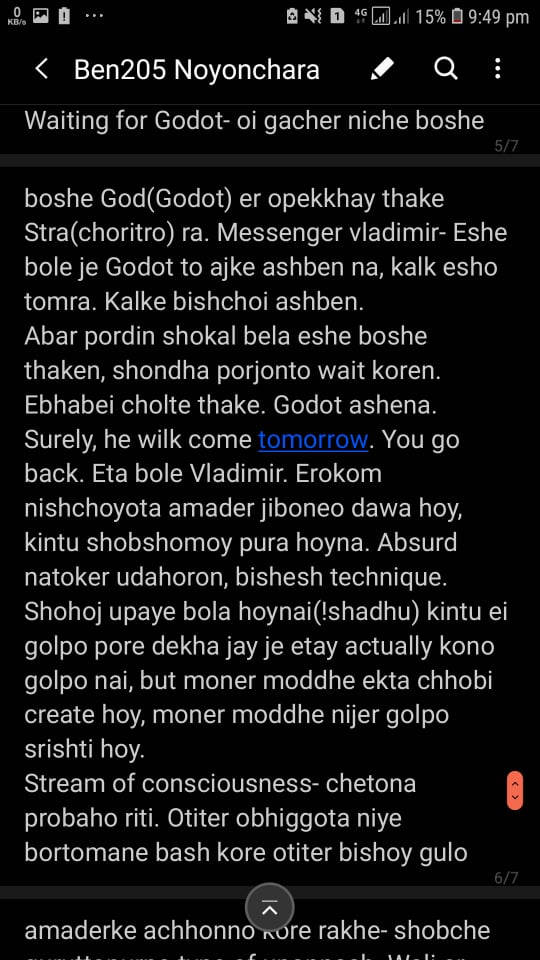 0
KB/s
1
4G
15%
9:49 pm
Ben205 Noyonchara
Waiting for Godot- oi gacher niche boshe
5/7
boshe God(Godot) er opekkhay thake
Stra(choritro) ra. Messenger vladimir- Eshe
bole je Godot to ajke ashben na, kalk esho
tomra. Kalke bishchoi ashben.
Abar pordin shokal bela eshe boshe
thaken, shondha porjonto wait koren.
Ebhabei cholte thake. Godot ashena.
Surely, he wilk come tomorrow. You go
back. Eta bole Vladimir. Erokom
nishchoyota amader jiboneo dawa hoy,
kintu shobshomoy pura hoyna. Absurd
natoker udahoron, bishesh technique.
Shohoj upaye bola hoynai(!shadhu) kintu ei
golpo pore dekha jay je etay actually kono
golpo nai, but moner moddhe ekta chhobi
create hoy, moner moddhe nijer golpo
srishti hoy.
Stream of consciousness- chetona
probaho riti. Otiter obhiggota niye
bortomane bash kore otiter bishoy gulo
6/7
amaderke achhonno kore rakhe- shobche